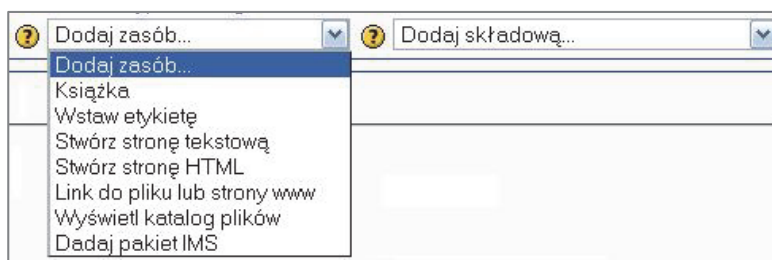 Dodaj zasób... Dodaj składową...
Dodaj zasób...
Książka
Wstaw etykietę
Stwórz stronę tekstową
Stwórz stronę HTML
Link do pliku lub strony www
Wyświetl katalog plików
Dadaj pakiet IMS